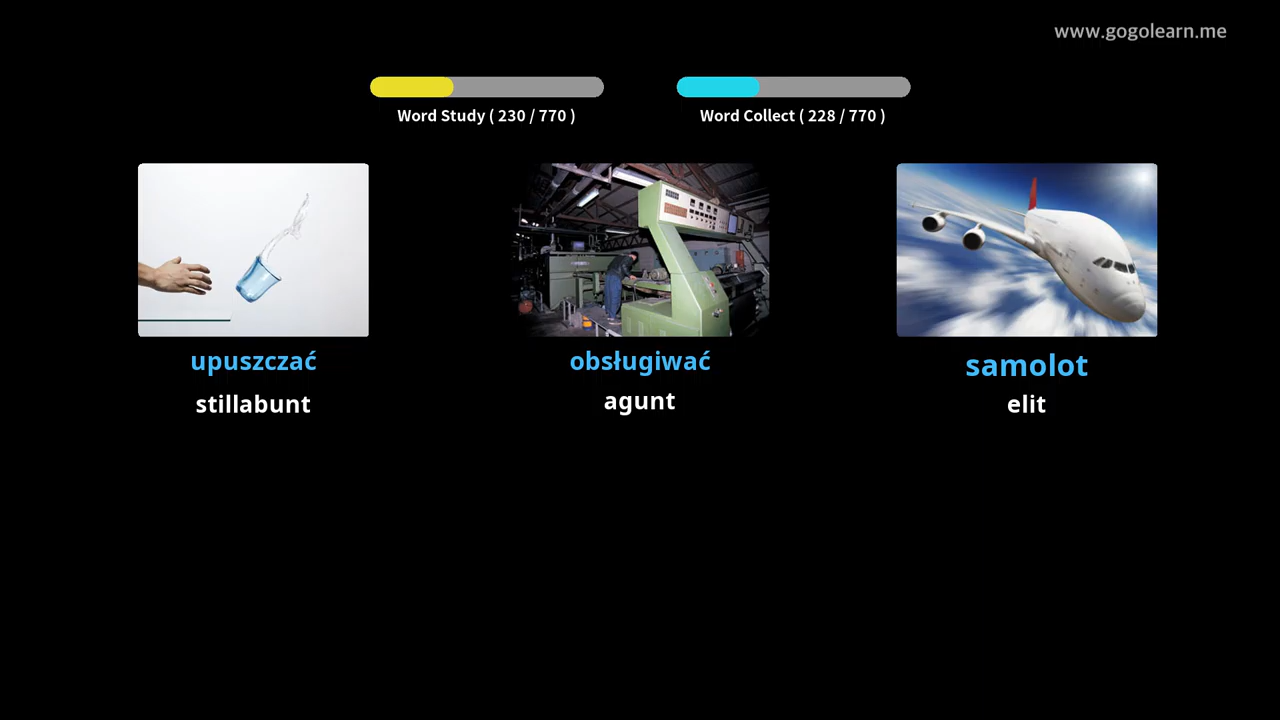 www.gogolearn.me
Word Study ( 230 / 770 )
Word Collect ( 228 / 770 )
upuszczać
obsługiwać
samolot
stillabunt
agunt
elit